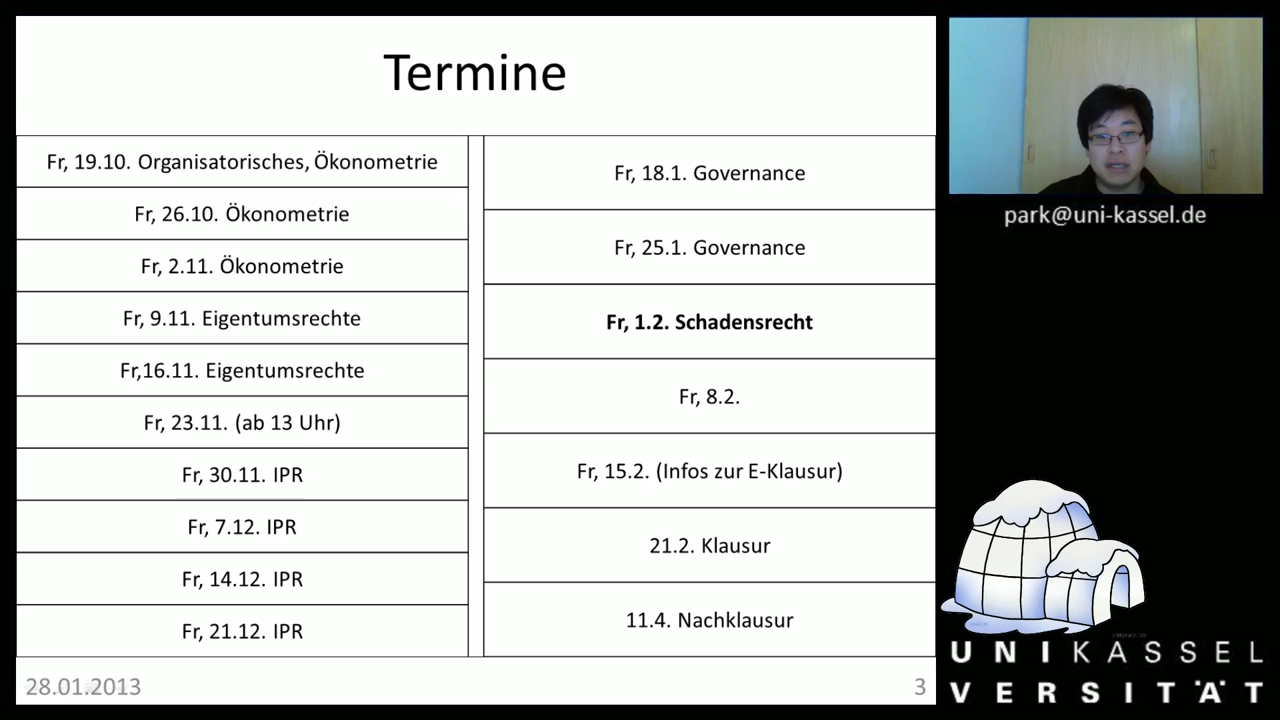 Termine
Fr, 19.10. Organisatorisches, Ökonometrie
Fr, 26.10. Ökonometrie
Fr, 2.11. Ökonometrie
Fr, 9.11. Eigentumsrechte
Fr,16.11. Eigentumsrechte
Fr, 23.11. (ab 13 Uhr)
Fr, 30.11. IPR
Fr, 7.12. IPR
Fr, 14.12. IPR
Fr, 21.12. IPR
Fr, 18.1. Governance
Fr, 25.1. Governance
Fr, 1.2. Schadensrecht
Fr, 8.2.
Fr, 15.2. (Infos zur E-Klausur)
21.2. Klausur
11.4. Nachklausur
28.01.2013
3
park@uni-kassel.de
UNIKASSEL
VERSITÄT